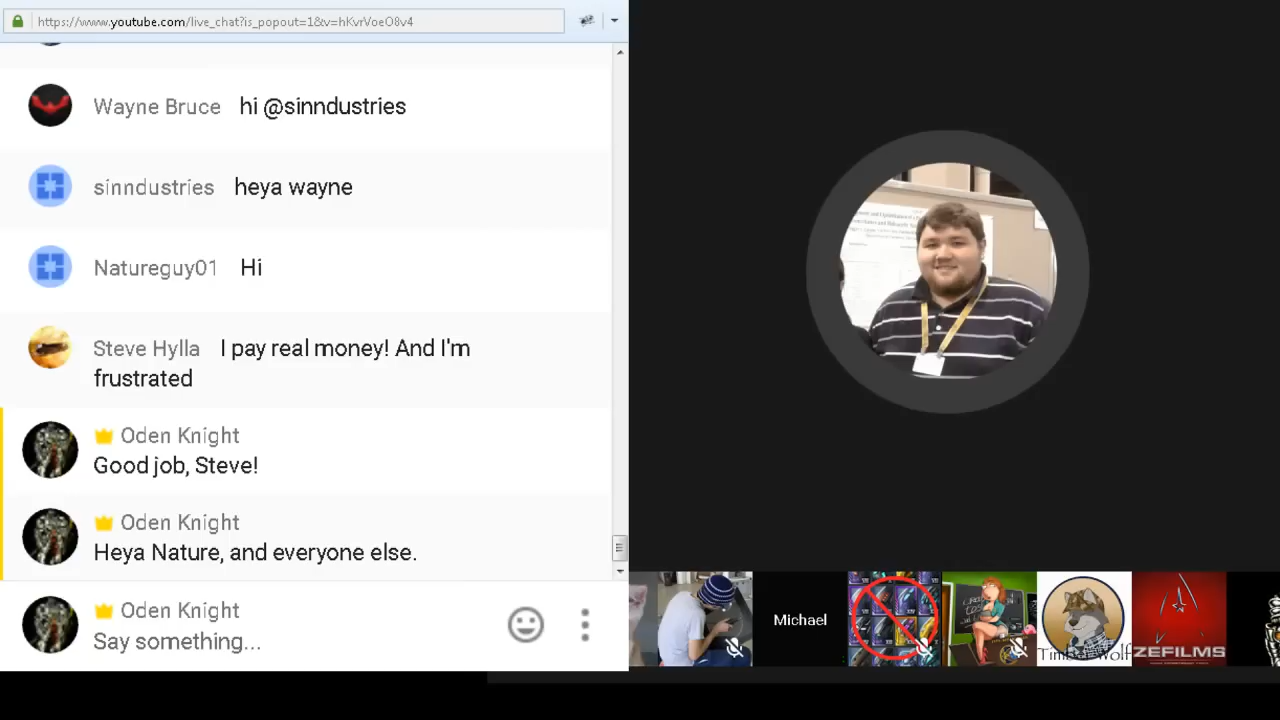 https://www.youtube.com/live_chat?is_popout=1&v=hKvrVoeO8v4
Wayne Bruce hi @sinndustries
sinndustries heya wayne
Natureguy01 Hi
Steve Hylla I pay real money! And I'm
frustrated
Oden Knight
Good job, Steve!
Oden Knight
Heya Nature, and everyone else.
Oden Knight
Say something...
Michael
ZEFILMS